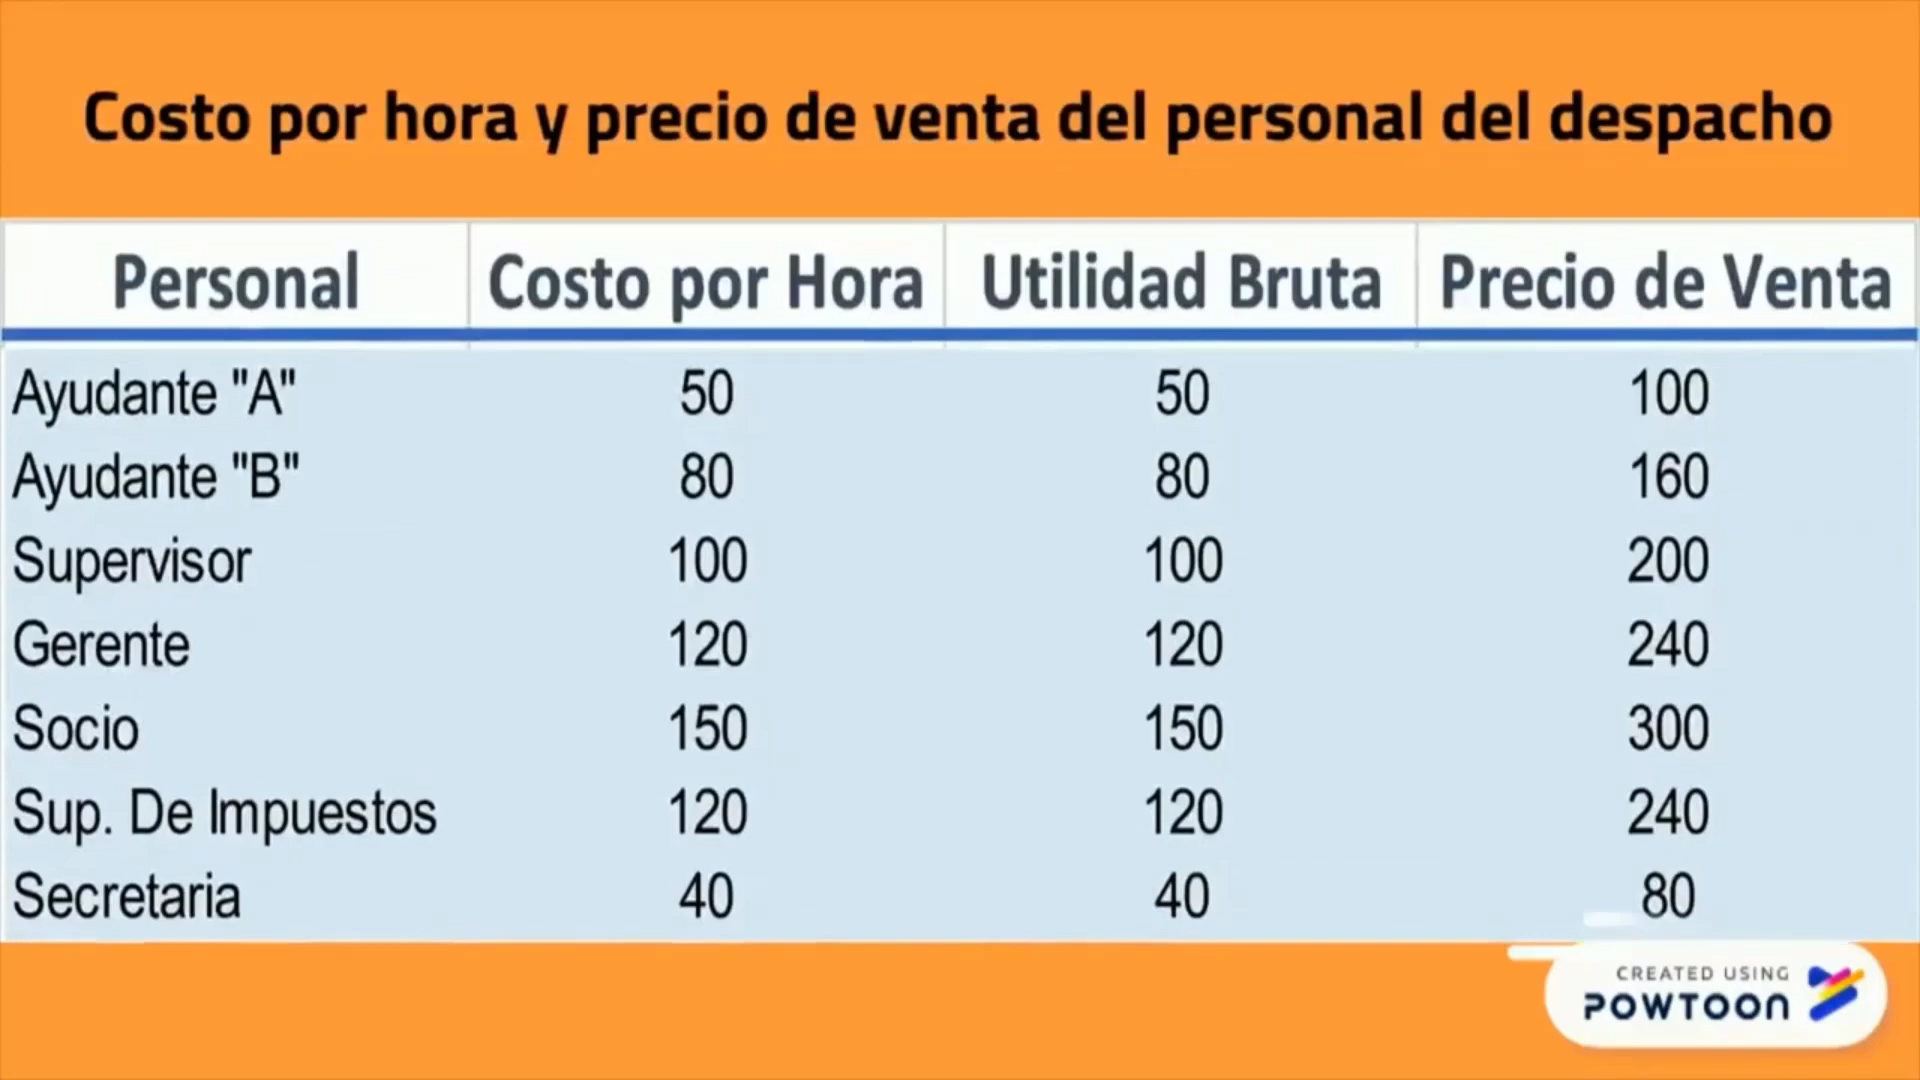 Costo por hora y precio de venta del personal del despacho
Personal Costo por Hora Utilidad Bruta Precio de Venta
Ayudante "A" 50 50 100
Ayudante "B" 80 80 160
Supervisor 100 100 200
Gerente 120 120 240
Socio 150 150 300
Sup. De Impuestos 120 120 240
Secretaria 40 40 80
CREATED USING
POWTOON